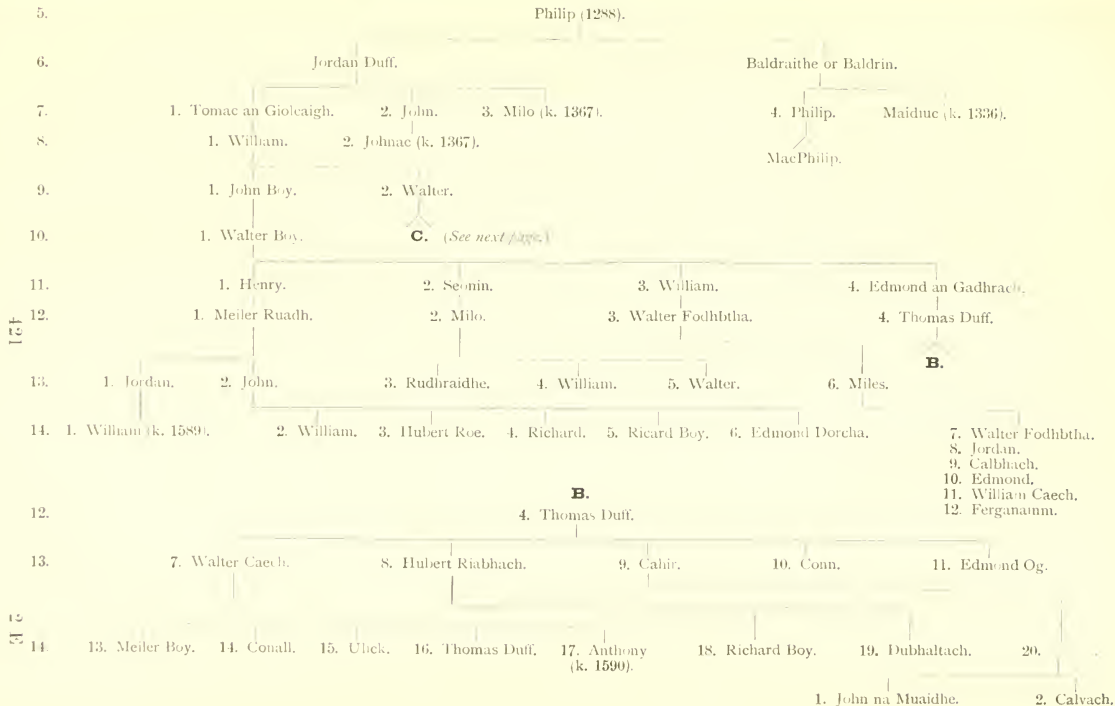 5. Philip (1288).
6. Jordan Duff. Baldraithe or Baldrin.
7. 1. Tomac an Giolcaigh. 2. John. 3. Milo (k. 1367). 4. Philip. Maidiuc (k. 1336).
8. 1. William. 2. Johnac (k. 1367).
MacPhilip.
9. 1. John Boy. 2. Walter.
10. 1. Walter Boy. C. (See next page.)
11. 1. Henry. 2. Seonin. 3. William. 4. Edmond an Gadhrach.
12. 1. Meiler Ruadh. 2. Milo. 3. Walter Fodhbtha. 4. Thomas Duff.
B.
421
13. 1. Jordan. 2. John. 3. Rudhraidhe. 4. William. 5. Walter. 6. Miles.
14. 1. William (k. 1589). 2. William. 3. Hubert Roe. 4. Richard. 5. Ricard Boy. 6. Edmond Dorcha. 7. Walter Fodhbtha.
8. Jordan.
9. Calbhach.
10. Edmond.
11. William Caech.
12. Ferganainm.
B.
12. 4. Thomas Duff.
13. 7. Walter Caech. 8. Hubert Riabhach. 9. Cahir. 10. Conn. 11. Edmond Og.
2 E
14. 13. Meiler Boy. 14. Conall. 15. Ulick. 16. Thomas Duff. 17. Anthony 18. Richard Boy. 19. Dubhaltach. 20.
(k. 1590).
1. John na Muaidhe. 2. Calvach.